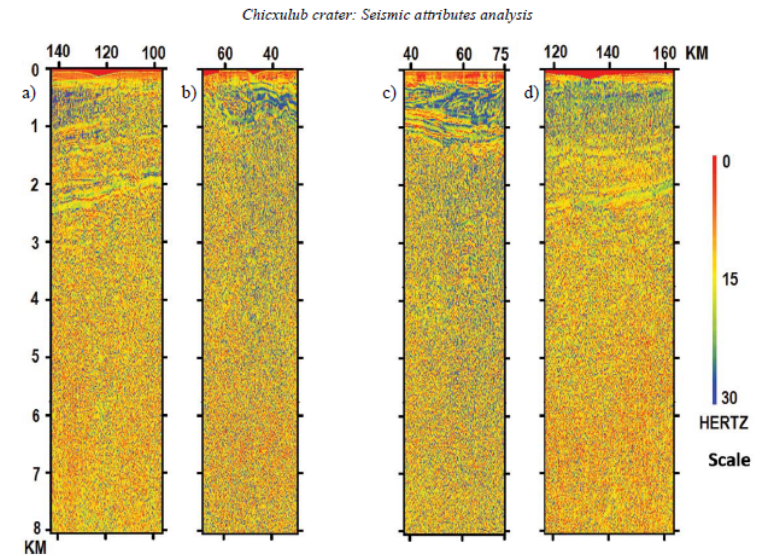 Chicxulub crater: Seismic attributes analysis
140 120 100 60 40 40 60 75 120 140 160 KM
0
a) b) c) d)
1
2
3
4
5
6
7
8
KM
0
15
30
HERTZ
Scale